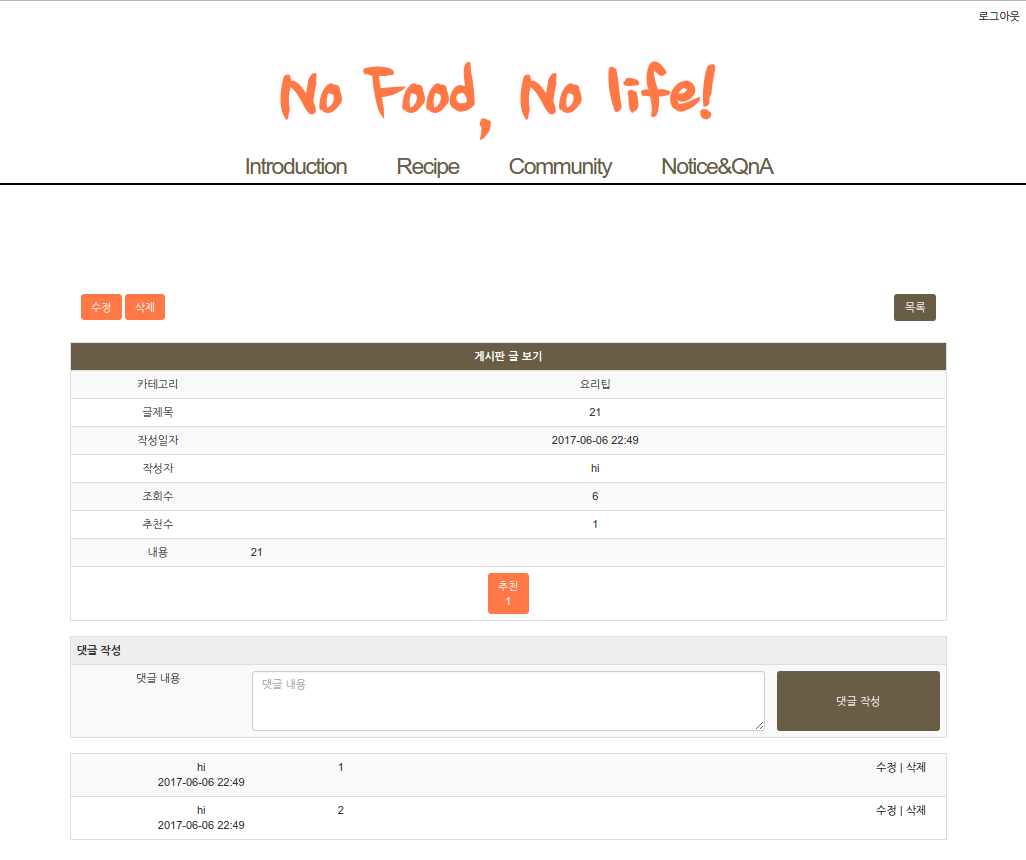 로그아웃
No Food, No life!
Introduction Recipe Community Notice&QnA
수정 삭제 목록
게시판 글 보기
카테고리 요리팁
글제목 21
작성일자 2017-06-06 22:49
작성자 hi
조회수 6
추천수 1
내용 21
추천
1
댓글 작성
댓글 내용 댓글 내용 댓글 작성
hi 1 수정 | 삭제
2017-06-06 22:49
hi 2 수정 | 삭제
2017-06-06 22:49